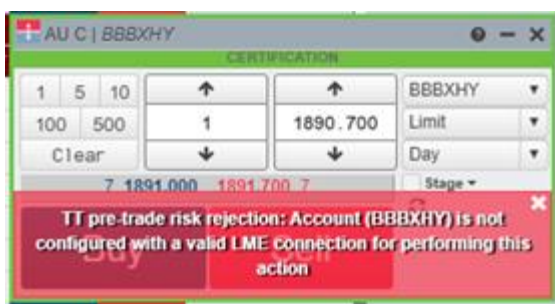 AU C | BBBXHY
CERTIFICATION
1 5 10
1
1890.700
BBBXHY
100 500
Limit
Clear
Day
7 1891.000 1891.700 7
Stage
TT pre-trade risk rejection: Account (BBBXHY) is not
configured with a valid LME connection for performing this
action
Buy
Sell